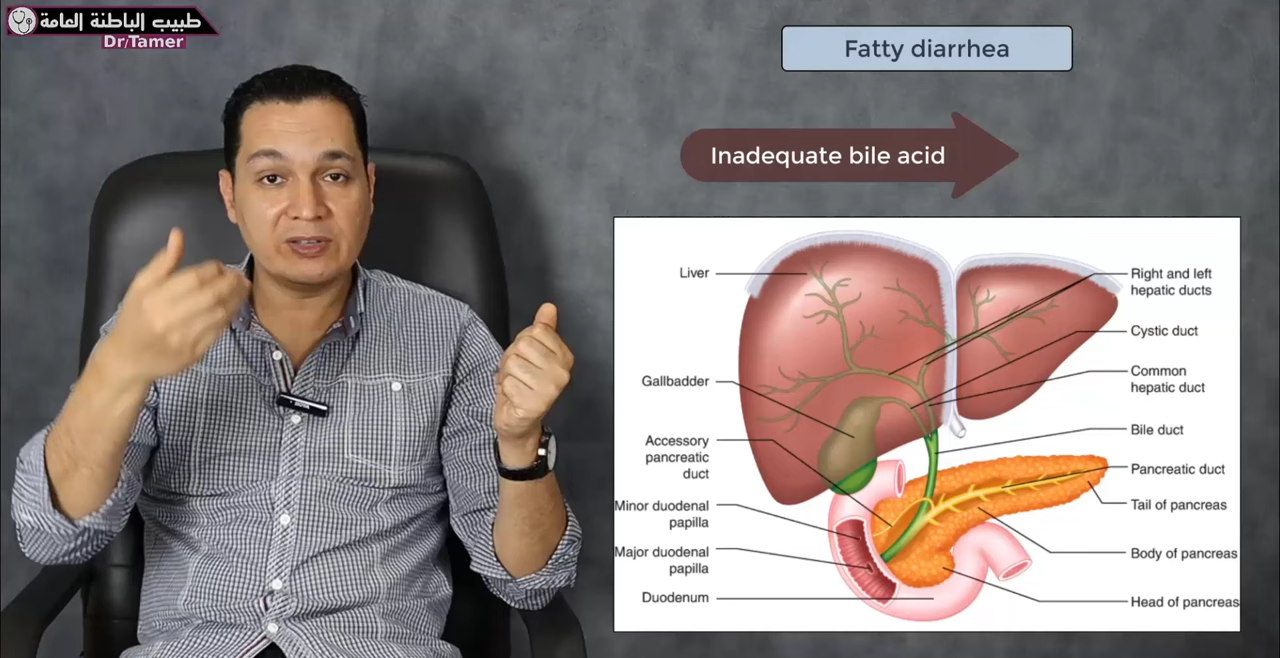 طبيب الباطنة العامة
Dr/Tamer
Fatty diarrhea
Inadequate bile acid
Liver
Gallbladder
Accessory
pancreatic
duct
Minor duodenal
papilla
Major duodenal
papilla
Duodenum
Right and left
hepatic ducts
Cystic duct
Common
hepatic duct
Bile duct
Pancreatic duct
Tail of pancreas
Body of pancreas
Head of pancreas